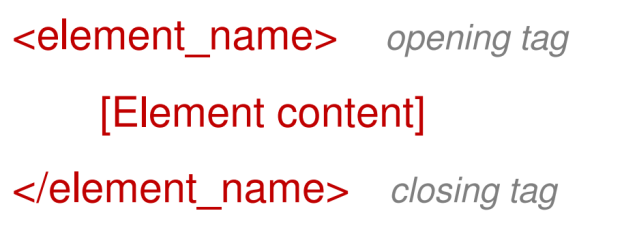 <element_name> opening tag
[Element content]
</element_name> closing tag